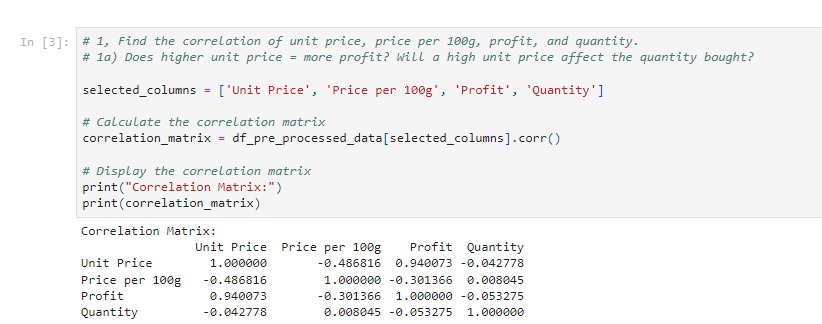 In [3]: # 1, Find the correlation of unit price, price per 100g, profit, and quantity.
# 1a) Does higher unit price = more profit? Will a high unit price affect the quantity bought?
selected_columns = ['Unit Price', 'Price per 100g', 'Profit', 'Quantity']
# Calculate the correlation matrix
correlation_matrix = df_pre_processed_data[selected_columns].corr()
# Display the correlation matrix
print("Correlation Matrix:")
print(correlation_matrix)
Correlation Matrix:
Unit Price Price per 100g Profit Quantity
Unit Price 1.000000 -0.486816 0.940073 -0.042778
Price per 100g -0.486816 1.000000 -0.301366 0.008045
Profit 0.940073 -0.301366 1.000000 -0.053275
Quantity -0.042778 0.008045 -0.053275 1.000000